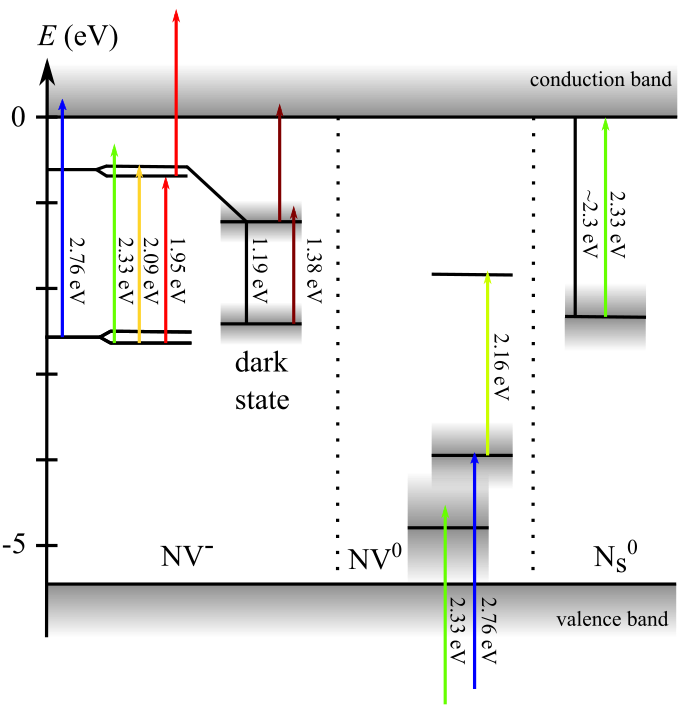 E (eV)
conduction band
0
2.76 eV
2.33 eV
2.09 eV
1.95 eV
1.19 eV
1.38 eV
~2.3 eV
2.33 eV
dark
state
2.16 eV
-5
NV⁻
NV⁰
Nₛ⁰
2.33 eV
2.76 eV
valence band